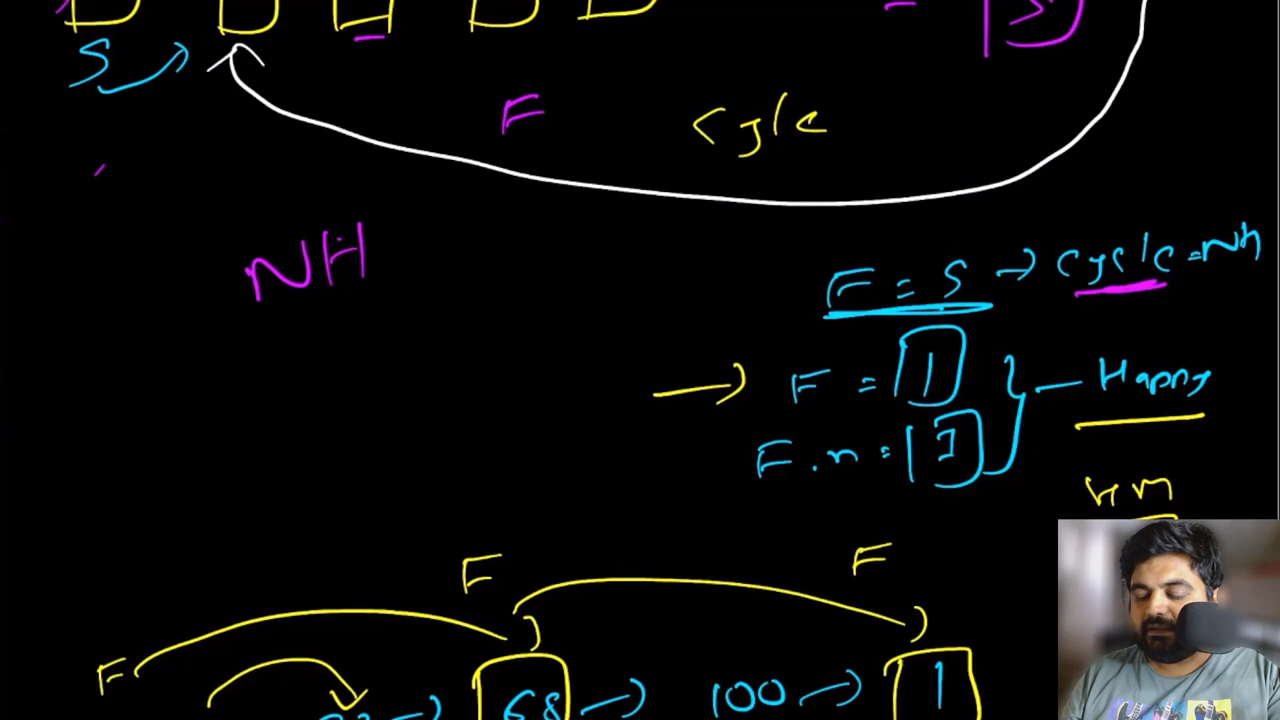 S
F cycle
NH
F = S → cycle = Nh
→ F = 1
Happy
F.n = 1
F F
F
68 → 100 → 1